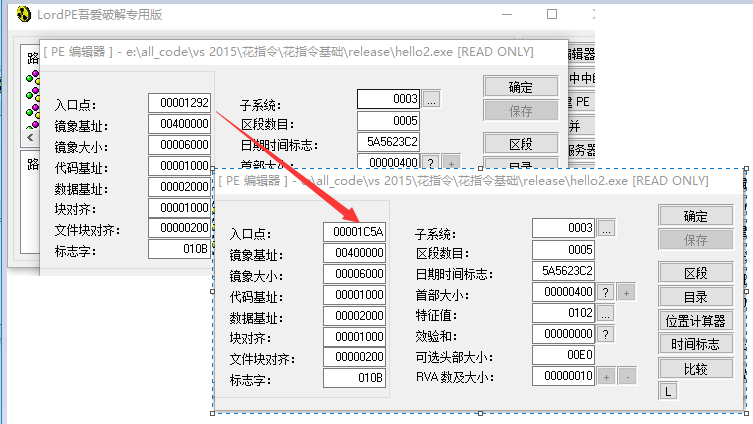 LordPE吾爱破解专用版
[ PE 编辑器 ] - e:\all_code\vs 2015\花指令\花指令基础\release\hello2.exe [READ ONLY]
路
路
入口点： 00001292 子系统： 0003 ... 确定
镜象基址： 00400000 区段数目： 0005 保存
镜象大小： 00006000 日期时间标志： 5A5623C2
代码基址： 00001000 首部大小： 00000400 ? + 区段
数据基址： 00002000 目录
块对齐： 00001000
文件块对齐： 00000200
标志字： 010B
编辑器
建 PE
并
服务器
[ PE 编辑器 ] - e:\all_code\vs 2015\花指令\花指令基础\release\hello2.exe [READ ONLY]
入口点： 00001C5A 子系统： 0003 ... 确定
镜象基址： 00400000 区段数目： 0005 保存
镜象大小： 00006000 日期时间标志： 5A5623C2
代码基址： 00001000 首部大小： 00000400 ? + 区段
数据基址： 00002000 特征值： 0102 ... 目录
块对齐： 00001000 效验和： 00000000 ? 位置计算器
文件块对齐： 00000200 可选头部大小： 00E0 时间标志
标志字： 010B RVA 数及大小： 00000010 + - 比较
L